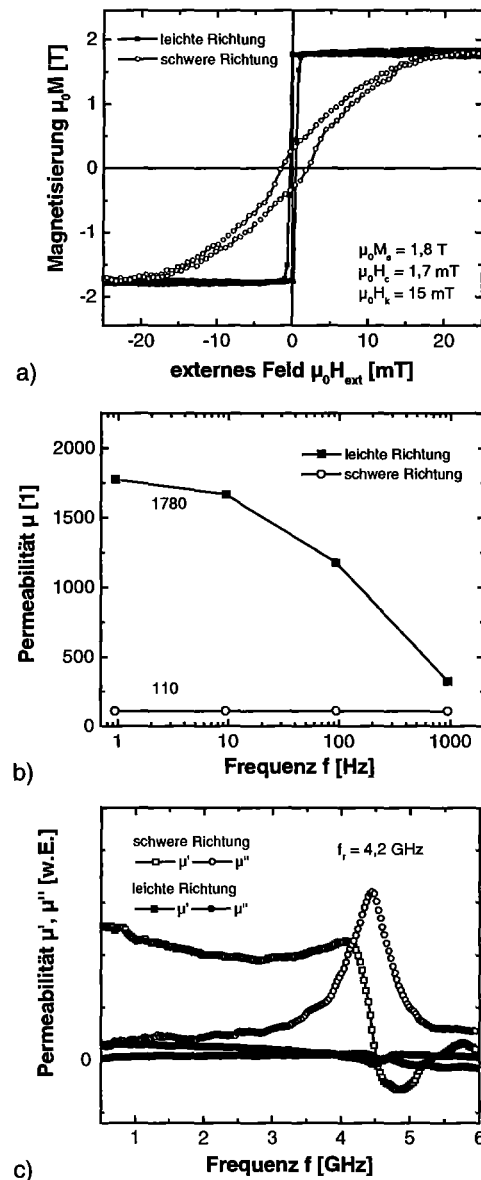 leichte Richtung
schwere Richtung
Magnetisierung µ₀M [T]
2
1
0
-1
-2
µ₀Mₛ = 1,8 T
µ₀H꜀ = 1,7 mT
µ₀Hₖ = 15 mT
-20 -10 0 10 20
externes Feld µ₀Hext [mT]
a)
leichte Richtung
schwere Richtung
Permeabilität µ [1]
2000
1750
1500
1250
500
250
0
1780
110
1 10 100 1000
Frequenz f [Hz]
b)
schwere Richtung
µ' µ''
leichte Richtung
µ' µ''
fᵣ = 4,2 GHz
Permeabilität µ', µ'' [w.E.]
0
1 2 3 4 5 6
Frequenz f [GHz]
c)